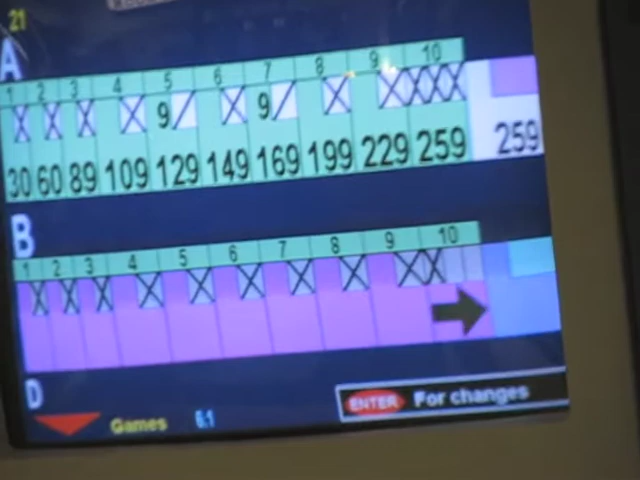 21
A
1 2 3 4 5 6 7 8 9 10
X X X X 9/ X 9/ X X XXX
30 60 89 109 129 149 169 199 229 259 259
B
1 2 3 4 5 6 7 8 9 10
X X X X X X X X X X
D
ENTER For changes
Games 6.1